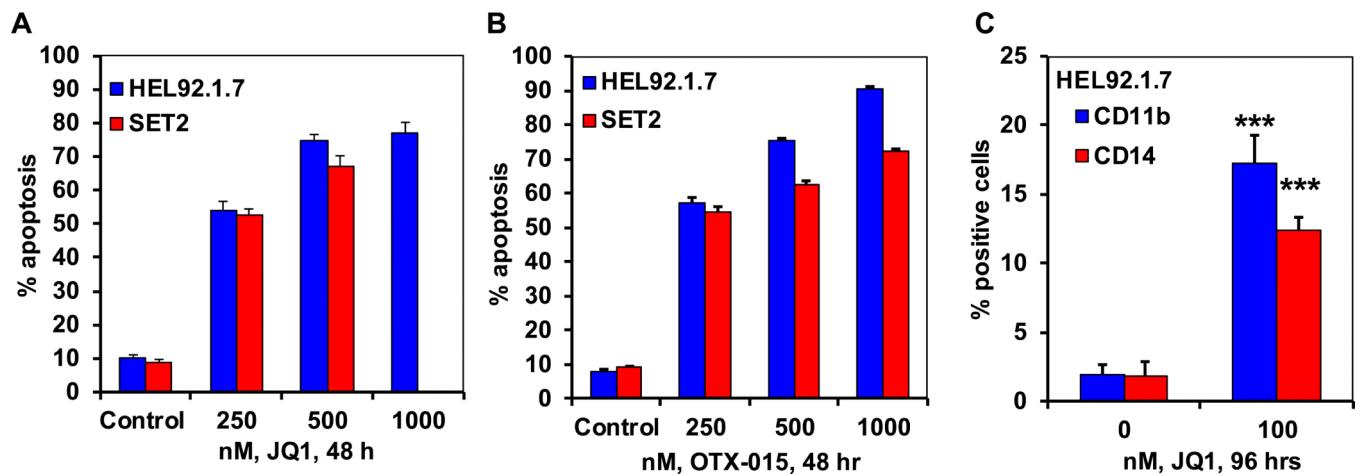 A
% apoptosis
100
90
80
70
60
50
40
30
20
10
0
HEL92.1.7
SET2
Control 250 500 1000
nM, JQ1, 48 h
B
% apoptosis
100
90
80
70
60
50
40
30
20
10
0
HEL92.1.7
SET2
Control 250 500 1000
nM, OTX-015, 48 hr
C
% positive cells
25
20
15
10
5
0
HEL92.1.7
CD11b
CD14
***
***
0 100
nM, JQ1, 96 hrs